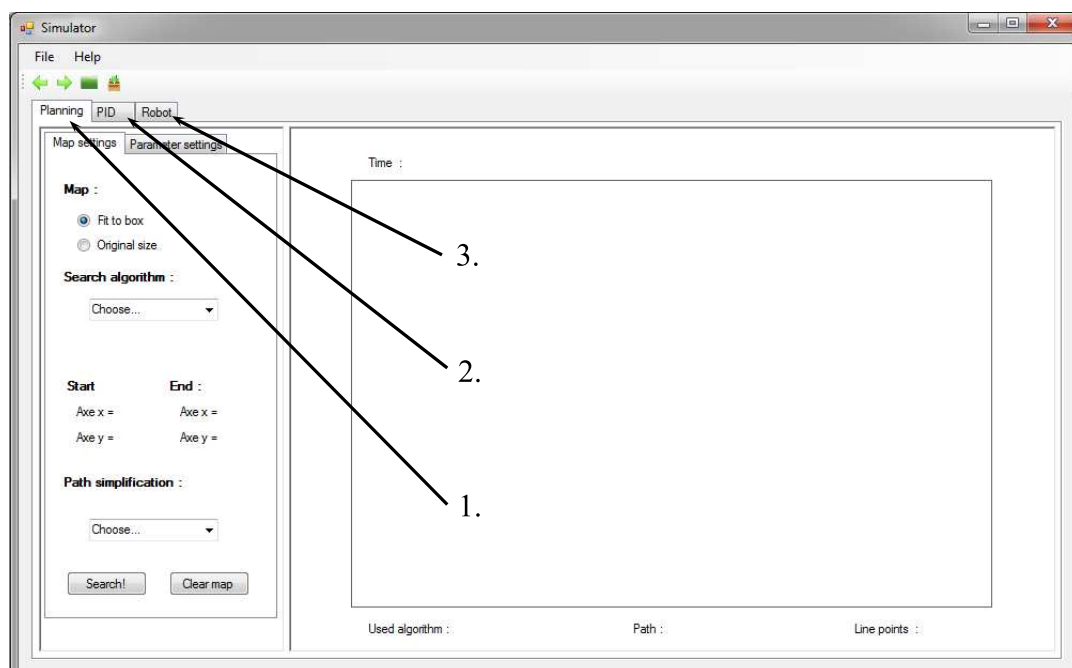 Simulator
File Help
Planning PID Robot
Map settings Parameter settings
Time :
Map :
Fit to box
Original size
3.
Search algorithm :
Choose...
2.
Start End :
Axe x = Axe x =
Axe y = Axe y =
Path simplification :
1.
Choose...
Search! Clear map
Used algorithm : Path : Line points :